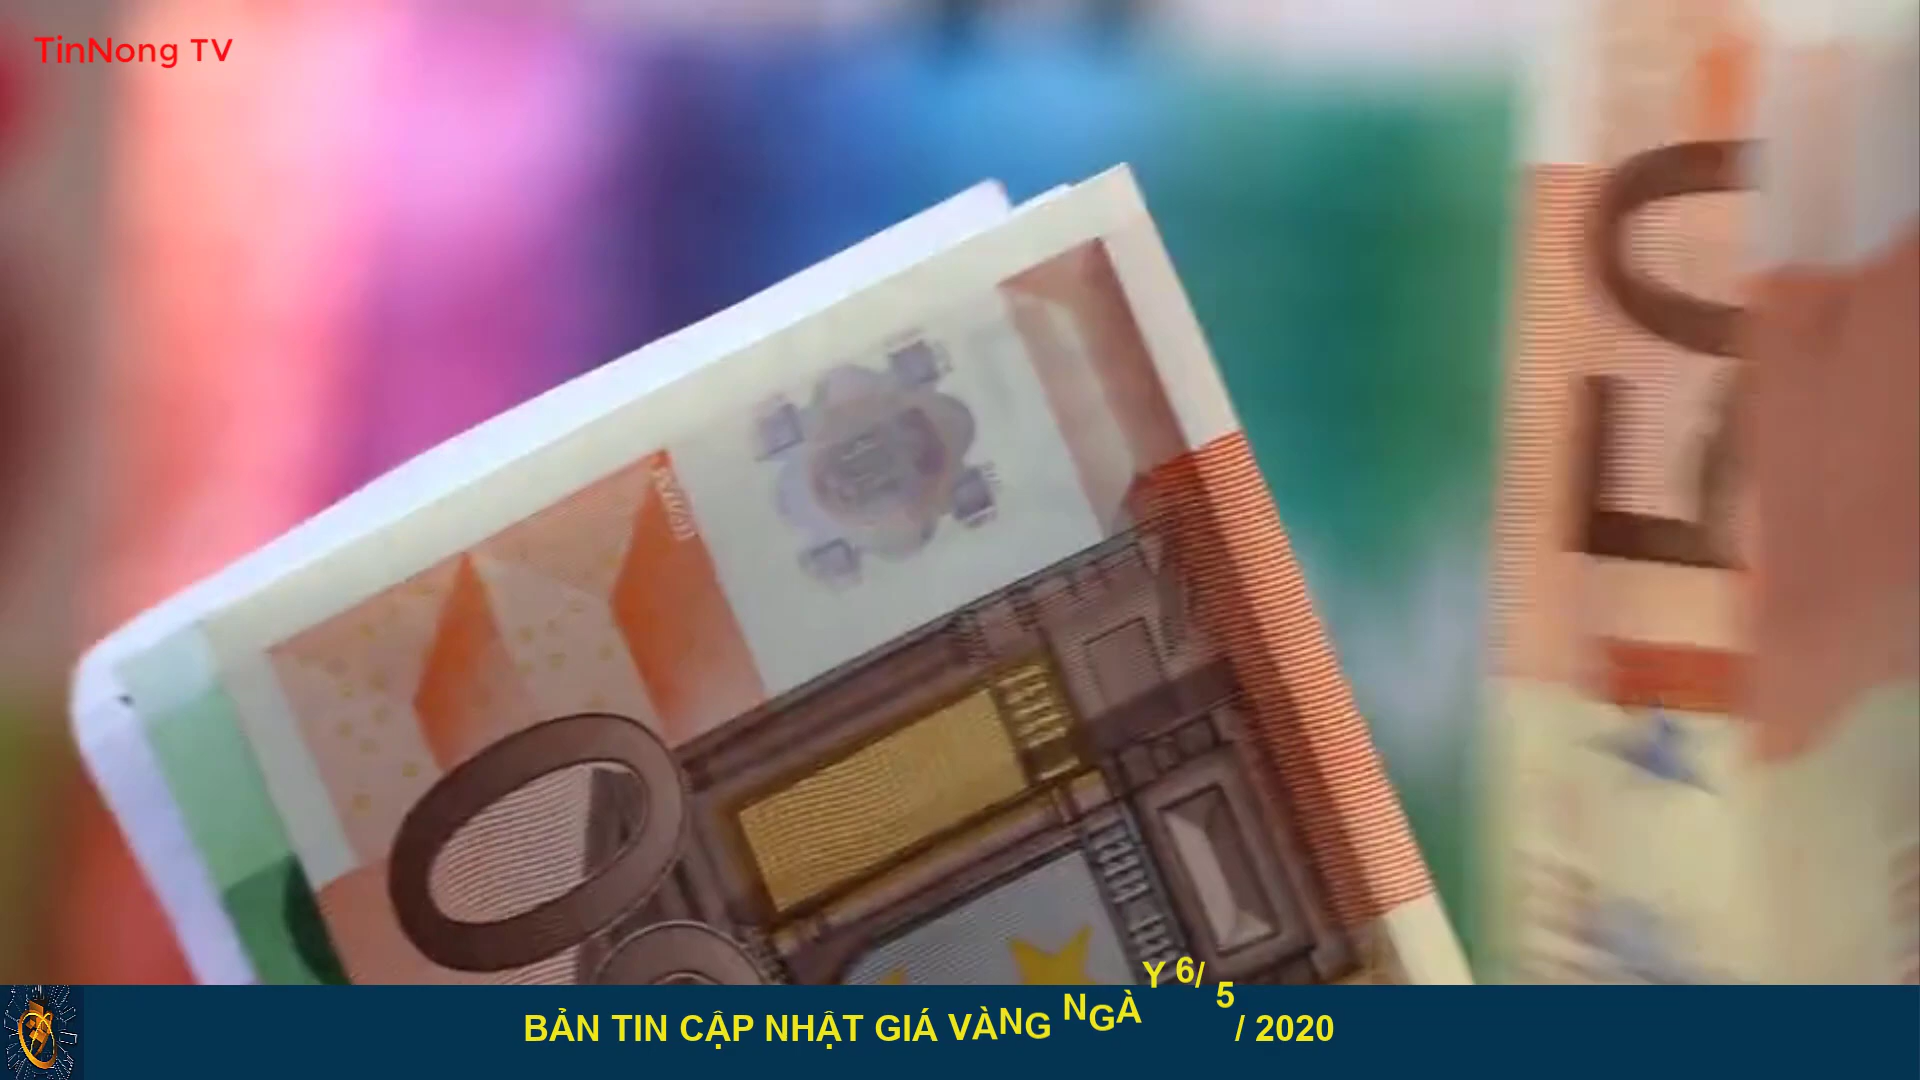 TinNong TV
BẢN TIN CẬP NHẬT GIÁ VÀNG NGÀY 6/ 5/ 2020